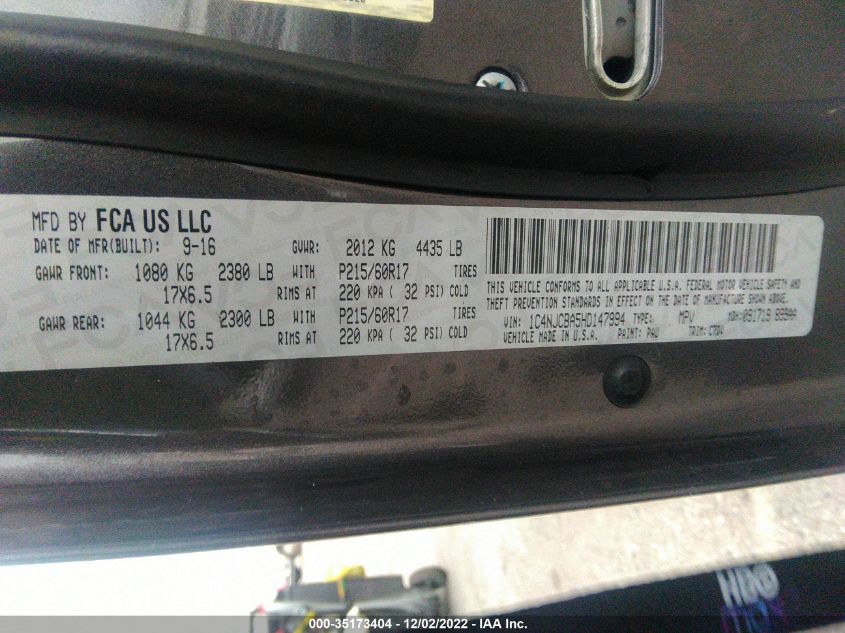 MFD BY FCA US LLC
DATE OF MFR(BUILT): 9-16 GVWR: 2012 KG 4435 LB
GAWR FRONT: 1080 KG 2380 LB WITH P215/60R17 TIRES
17X6.5 RIMS AT 220 KPA ( 32 PSI) COLD
GAWR REAR: 1044 KG 2300 LB WITH P215/60R17 TIRES
17X6.5 RIMS AT 220 KPA ( 32 PSI) COLD
THIS VEHICLE CONFORMS TO ALL U.S.A. FEDERAL MOTOR VEHICLE SAFETY AND
THEFT PREVENTION STANDARDS IN EFFECT ON THE DATE OF MANUFACTURE SHOWN ABOVE.
VIN: 1C4NJCBA5HD147994 TYPE: MPV MDH: 091719
VEHICLE MADE IN U.S.A. PAINT: PAU TRIM:
HBO
000-35173404 - 12/02/2022 - IAA Inc.